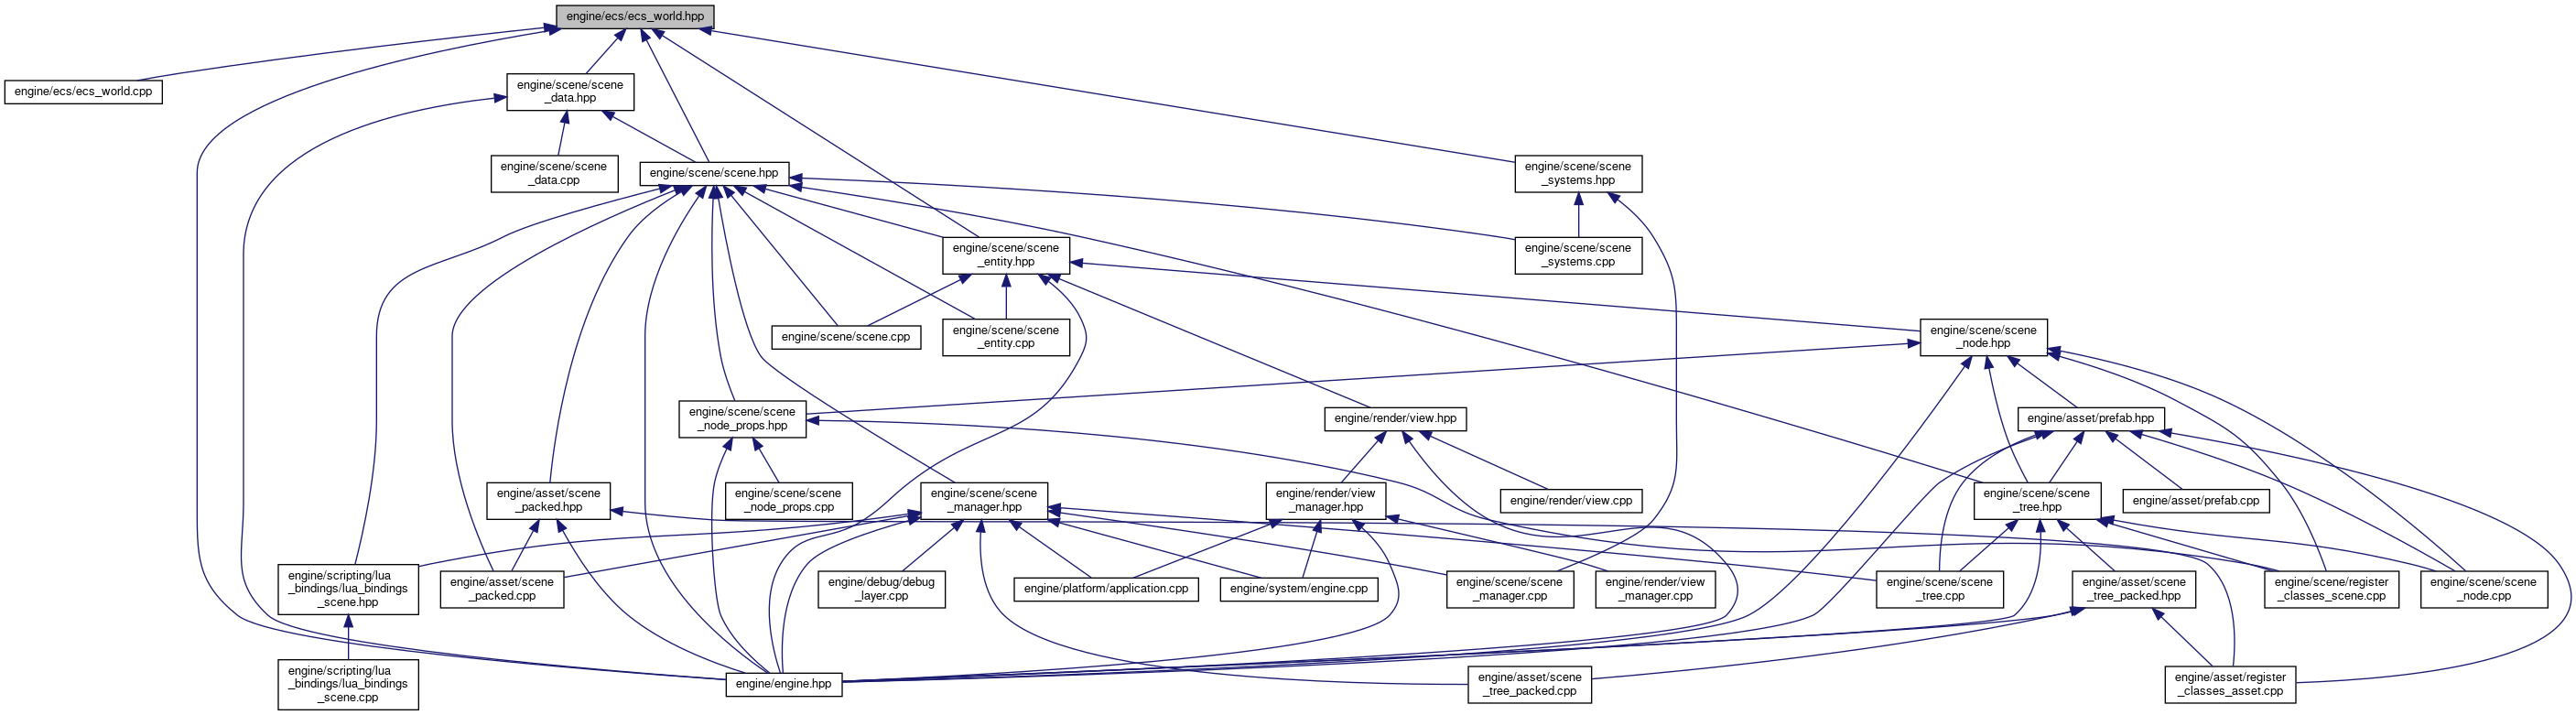 engine/ecs/ecs_world.hpp
engine/ecs/ecs_world.cpp
engine/scene/scene
_data.hpp
engine/scene/scene
_data.cpp
engine/scene/scene.hpp
engine/scene/scene
_systems.hpp
engine/scene/scene
_entity.hpp
engine/scene/scene
_systems.cpp
engine/scene/scene.cpp
engine/scene/scene
_entity.cpp
engine/scene/scene
_node.hpp
engine/scene/scene
_node_props.hpp
engine/render/view.hpp
engine/asset/prefab.hpp
engine/asset/scene
_packed.hpp
engine/scene/scene
_node_props.cpp
engine/scene/scene
_manager.hpp
engine/render/view
_manager.hpp
engine/render/view.cpp
engine/scene/scene
_tree.hpp
engine/asset/prefab.cpp
engine/scripting/lua
_bindings/lua_bindings
_scene.hpp
engine/asset/scene
_packed.cpp
engine/debug/debug
_layer.cpp
engine/platform/application.cpp
engine/system/engine.cpp
engine/scene/scene
_manager.cpp
engine/render/view
_manager.cpp
engine/scene/scene
_tree.cpp
engine/asset/scene
_tree_packed.hpp
engine/scene/register
_classes_scene.cpp
engine/scene/scene
_node.cpp
engine/scripting/lua
_bindings/lua_bindings
_scene.cpp
engine/engine.hpp
engine/asset/scene
_tree_packed.cpp
engine/asset/register
_classes_asset.cpp